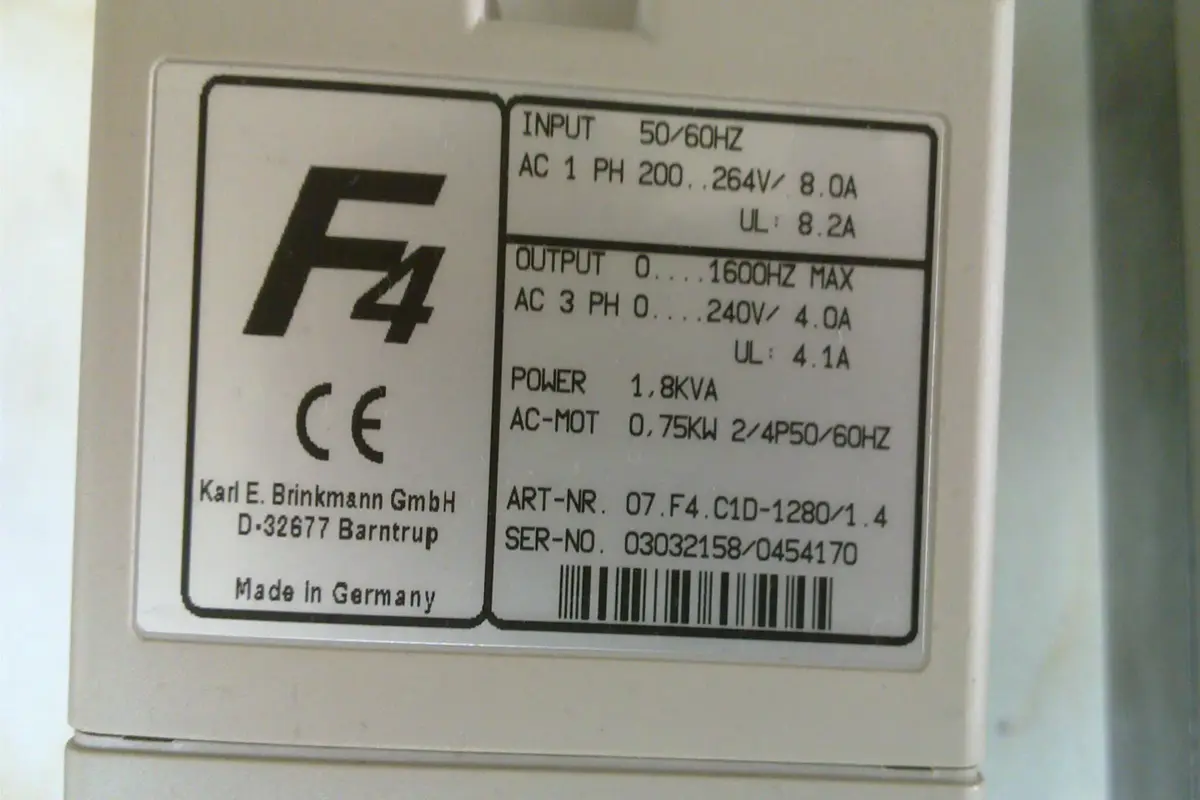 F4
CE
Karl E. Brinkmann GmbH
D-32677 Barntrup
Made in Germany
INPUT 50/60HZ
AC 1 PH 200..264V/ 8.0A
UL: 8.2A
OUTPUT 0....1600HZ MAX
AC 3 PH 0....240V/ 4.0A
UL: 4.1A
POWER 1,8KVA
AC-MOT 0,75KW 2/4P50/60HZ
ART-NR. 07.F4.C1D-1280/1.4
SER-NO. 03032158/0454170